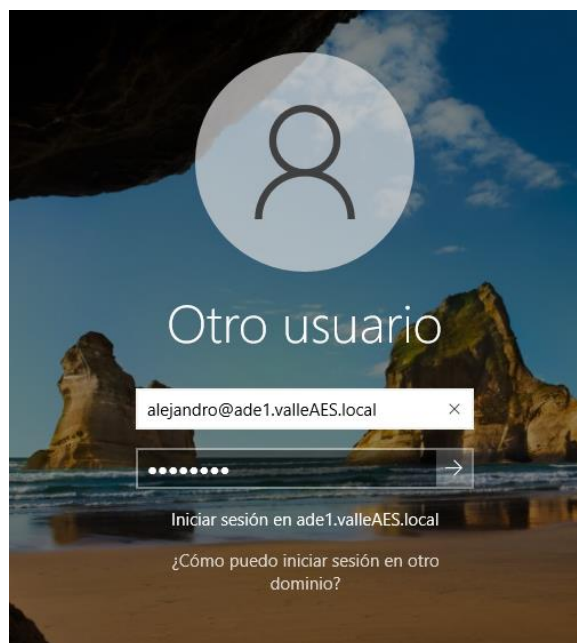 Otro usuario
alejandro@ade1.valleAES.local
Iniciar sesión en ade1.valleAES.local
¿Cómo puedo iniciar sesión en otro
dominio?